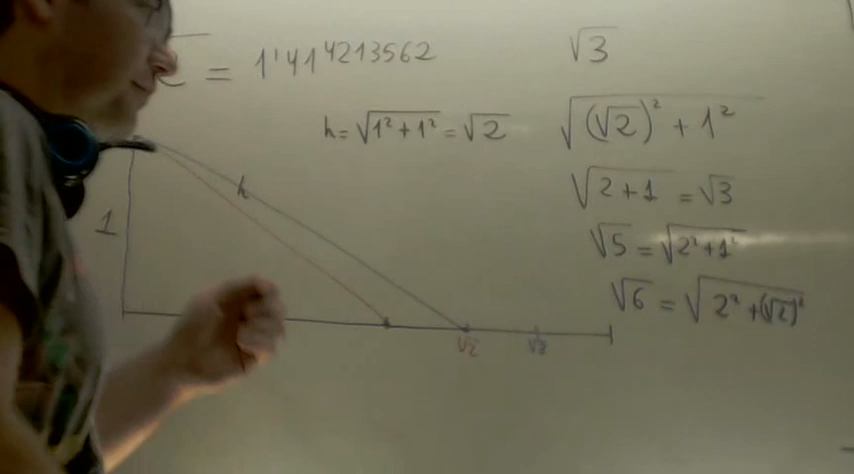 = 1'414213562
√3
h = √1²+1² = √2
√(√2)² + 1²
√2+1 = √3
√5 = √2²+1²
√6 = √2²+(√2)²
h
1
√2